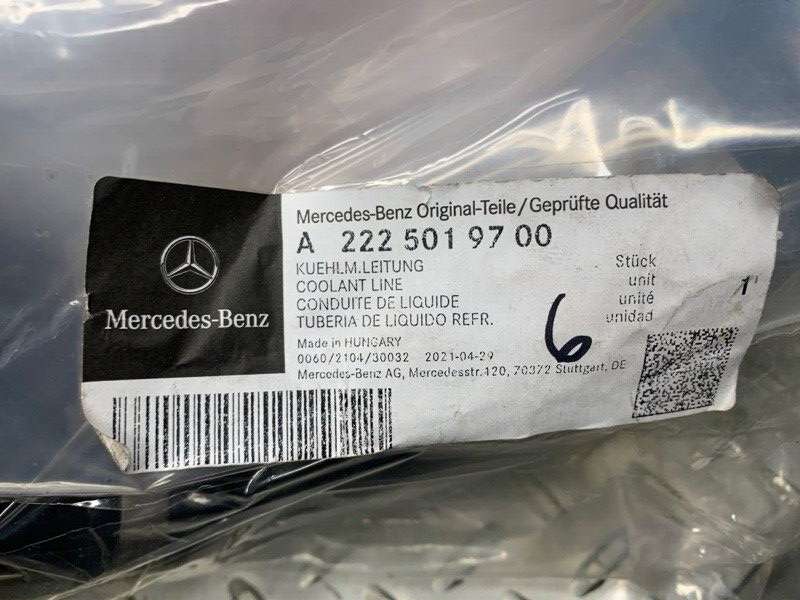 Mercedes-Benz
Mercedes-Benz Original-Teile/Geprüfte Qualität
A 222 501 97 00
KUEHLM.LEITUNG
COOLANT LINE
CONDUITE DE LIQUIDE
TUBERIA DE LIQUIDO REFR.
Stück
unit
unité
unidad
1
6
Made in HUNGARY
0060/2104/30032 2021-04-29
Mercedes-Benz AG, Mercedesstr.120, 70372 Stuttgart, DE